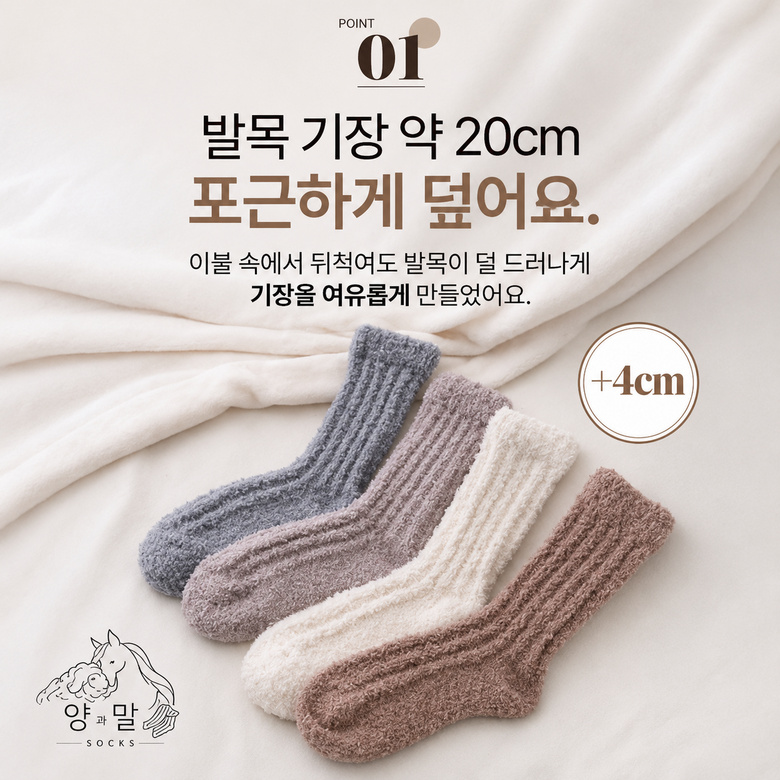 POINT
01
발목 기장 약 20cm
포근하게 덮어요.
이불 속에서 뒤척여도 발목이 덜 드러나게
기장을 여유롭게 만들었어요.
+4cm
양과말
SOCKS